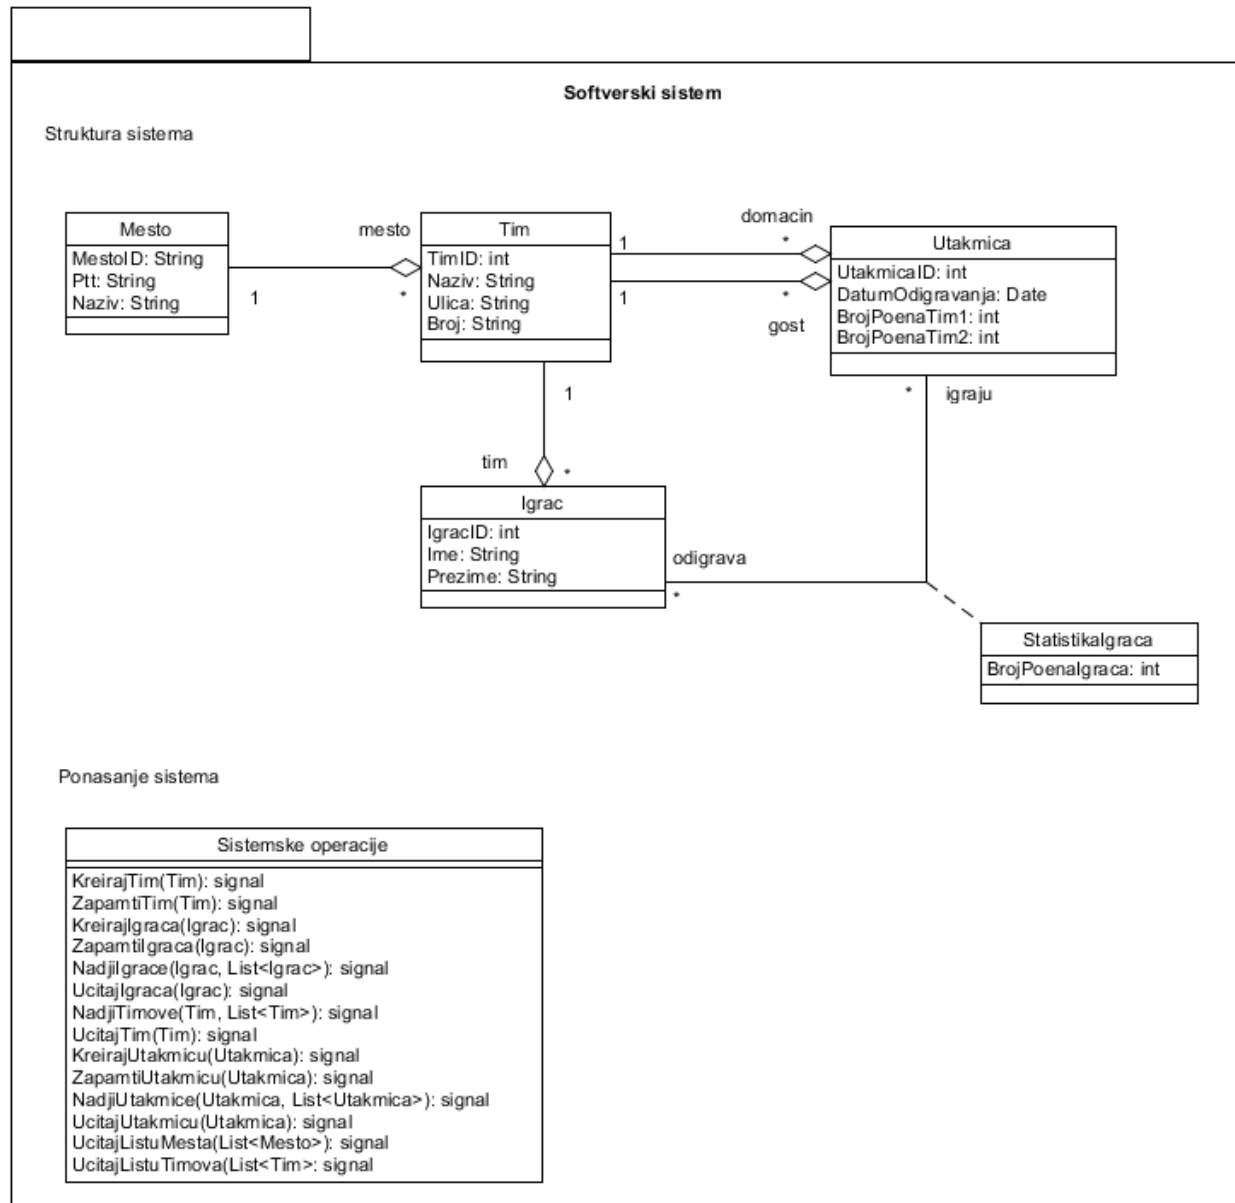 Softverski sistem
Struktura sistema
Mesto
MestoID: String
Ptt: String
Naziv: String
1
mesto
*
Tim
TimID: int
Naziv: String
Ulica: String
Broj: String
1
1
domacin
*
*
gost
Utakmica
UtakmicaID: int
DatumOdigravanja: Date
BrojPoenaTim1: int
BrojPoenaTim2: int
1
tim
*
* igraju
Igrac
IgracID: int
Ime: String
Prezime: String
odigrava
*
StatistikaIgraca
BrojPoenaIgraca: int
Ponasanje sistema
Sistemske operacije
KreirajTim(Tim): signal
ZapamtiTim(Tim): signal
KreirajIgraca(Igrac): signal
ZapamtiIgraca(Igrac): signal
NadjiIgrace(Igrac, List<Igrac>): signal
UcitajIgraca(Igrac): signal
NadjiTimove(Tim, List<Tim>): signal
UcitajTim(Tim): signal
KreirajUtakmicu(Utakmica): signal
ZapamtiUtakmicu(Utakmica): signal
NadjiUtakmice(Utakmica, List<Utakmica>): signal
UcitajUtakmicu(Utakmica): signal
UcitajListuMesta(List<Mesto>): signal
UcitajListuTimova(List<Tim>: signal